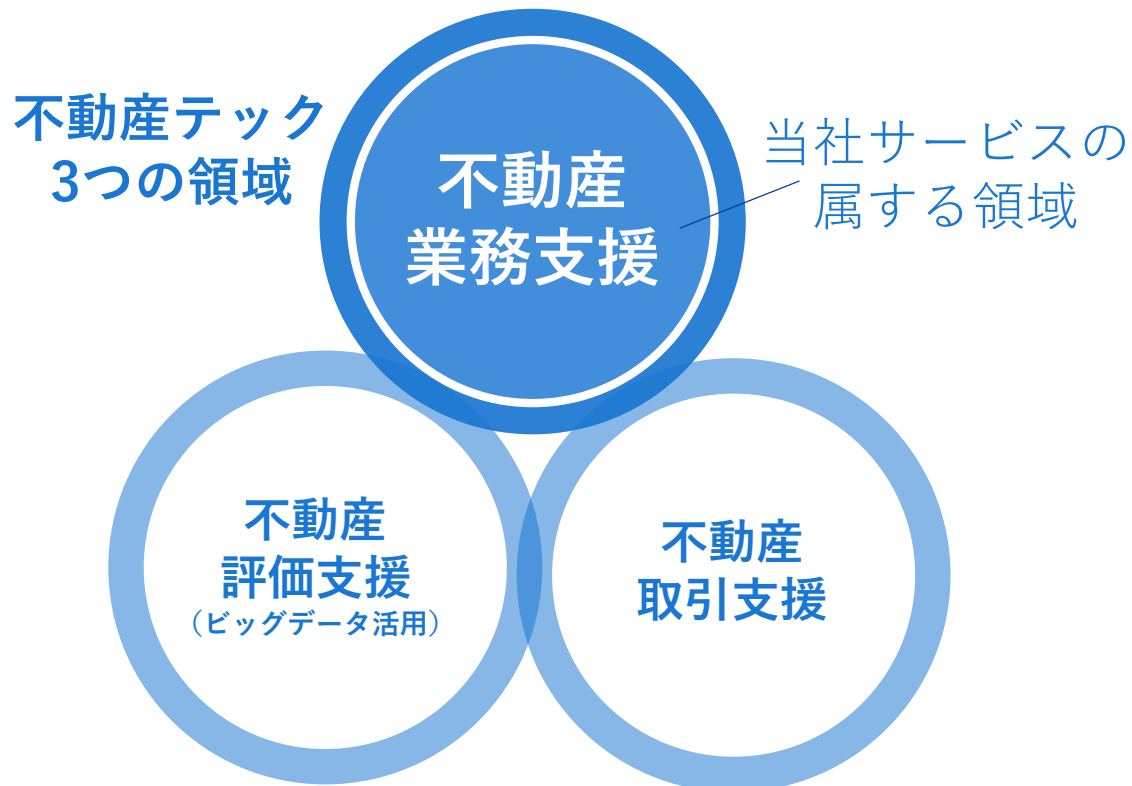 不動産テック
3つの領域
不動産
業務支援
当社サービスの
属する領域
不動産
評価支援
（ビッグデータ活用）
不動産
取引支援